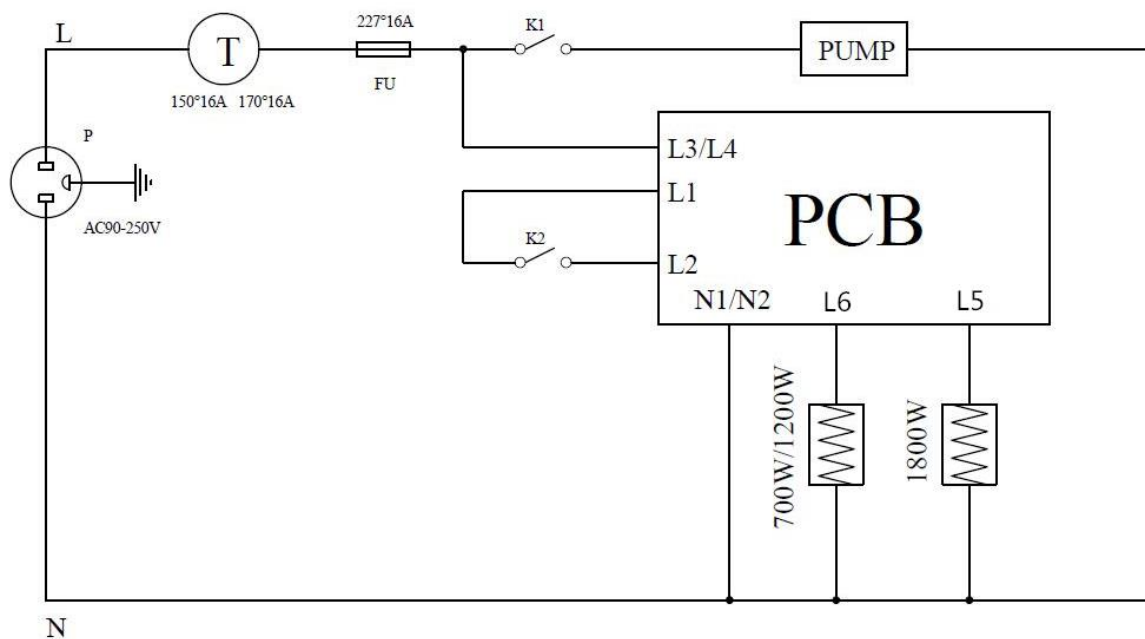 L
T
150°16A 170°16A
227°16A
FU
K1
PUMP
P
AC90-250V
L3/L4
L1
K2
L2
PCB
N1/N2
L6
L5
700W/1200W
1800W
N